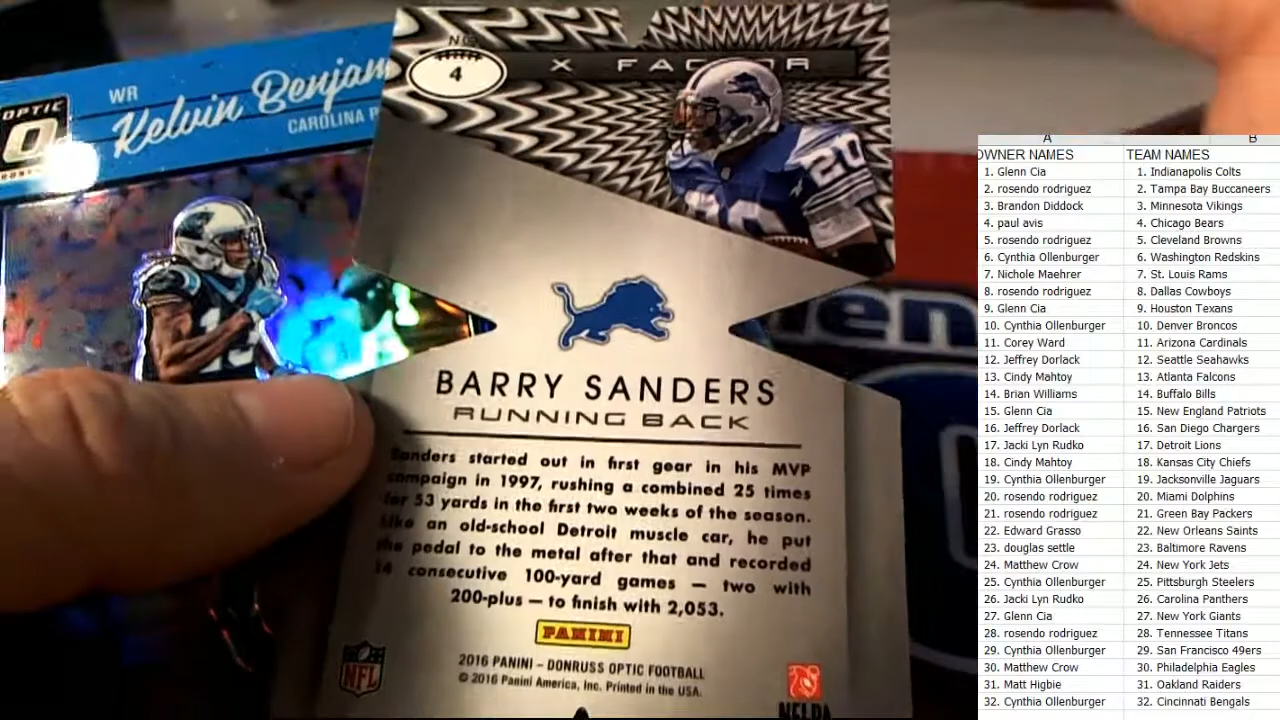 WR
Kelvin Benjam
CAROLINA P
OPTIC
NO
4
X FACTOR
20
BARRY SANDERS
RUNNING BACK
Sanders started out in first gear in his MVP
campaign in 1997, rushing a combined 25 times
for 53 yards in the first two weeks of the season.
Like an old-school Detroit muscle car, he put
the pedal to the metal after that and recorded
14 consecutive 100-yard games — two with
200-plus — to finish with 2,053.
PANINI
2016 PANINI – DONRUSS OPTIC FOOTBALL
© 2016 Panini America, Inc. Printed in the USA.
NFL
NFLPA
A B
OWNER NAMES TEAM NAMES
1. Glenn Cia 1. Indianapolis Colts
2. rosendo rodriguez 2. Tampa Bay Buccaneers
3. Brandon Diddock 3. Minnesota Vikings
4. paul avis 4. Chicago Bears
5. rosendo rodriguez 5. Cleveland Browns
6. Cynthia Ollenburger 6. Washington Redskins
7. Nichole Maehrer 7. St. Louis Rams
8. rosendo rodriguez 8. Dallas Cowboys
9. Glenn Cia 9. Houston Texans
10. Cynthia Ollenburger 10. Denver Broncos
11. Corey Ward 11. Arizona Cardinals
12. Jeffrey Dorlack 12. Seattle Seahawks
13. Cindy Mahtoy 13. Atlanta Falcons
14. Brian Williams 14. Buffalo Bills
15. Glenn Cia 15. New England Patriots
16. Jeffrey Dorlack 16. San Diego Chargers
17. Jacki Lyn Rudko 17. Detroit Lions
18. Cindy Mahtoy 18. Kansas City Chiefs
19. Cynthia Ollenburger 19. Jacksonville Jaguars
20. rosendo rodriguez 20. Miami Dolphins
21. rosendo rodriguez 21. Green Bay Packers
22. Edward Grasso 22. New Orleans Saints
23. douglas settle 23. Baltimore Ravens
24. Matthew Crow 24. New York Jets
25. Cynthia Ollenburger 25. Pittsburgh Steelers
26. Jacki Lyn Rudko 26. Carolina Panthers
27. Glenn Cia 27. New York Giants
28. rosendo rodriguez 28. Tennessee Titans
29. Cynthia Ollenburger 29. San Francisco 49ers
30. Matthew Crow 30. Philadelphia Eagles
31. Matt Higbie 31. Oakland Raiders
32. Cynthia Ollenburger 32. Cincinnati Bengals